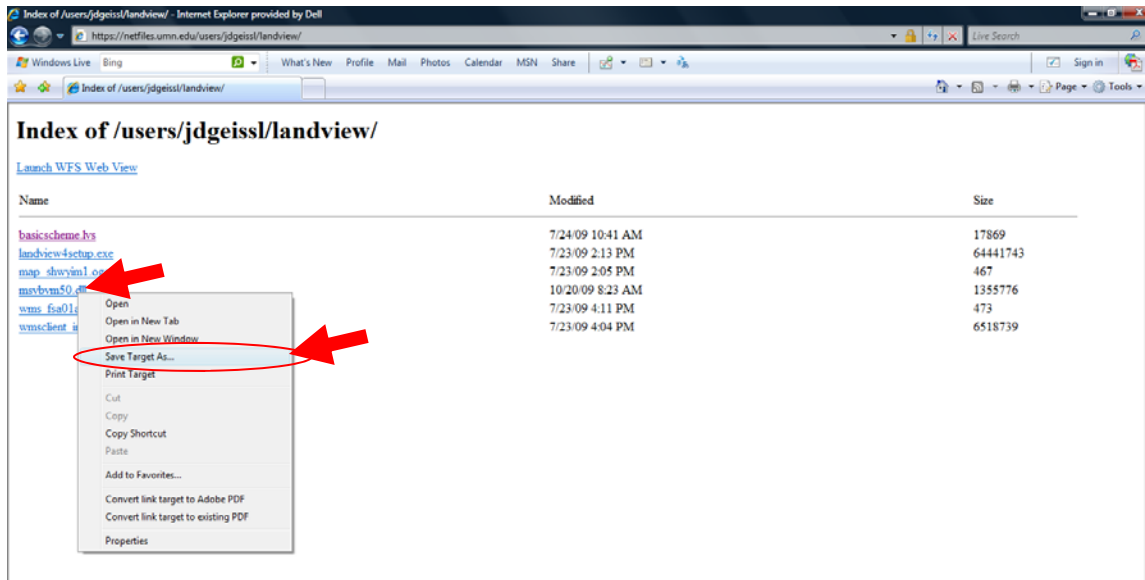 Index of /users/jdgeissl/landview/ - Internet Explorer provided by Dell
https://netfiles.umn.edu/users/jdgeissl/landview/ Live Search
Windows Live Bing What's New Profile Mail Photos Calendar MSN Share Sign in
Index of /users/jdgeissl/landview/ Page Tools
Index of /users/jdgeissl/landview/
Launch WFS Web View
Name Modified Size
basicscheme.lvs 7/24/09 10:41 AM 17869
landview4setup.exe 7/23/09 2:13 PM 64441743
map_shwyim1.o 7/23/09 2:05 PM 467
msvbvm50.dl 10/20/09 8:23 AM 1355776
wms_fsa01 7/23/09 4:11 PM 473
wmsclient_i 7/23/09 4:04 PM 6518739
Open
Open in New Tab
Open in New Window
Save Target As...
Print Target
Cut
Copy
Copy Shortcut
Paste
Add to Favorites...
Convert link target to Adobe PDF
Convert link target to existing PDF
Properties